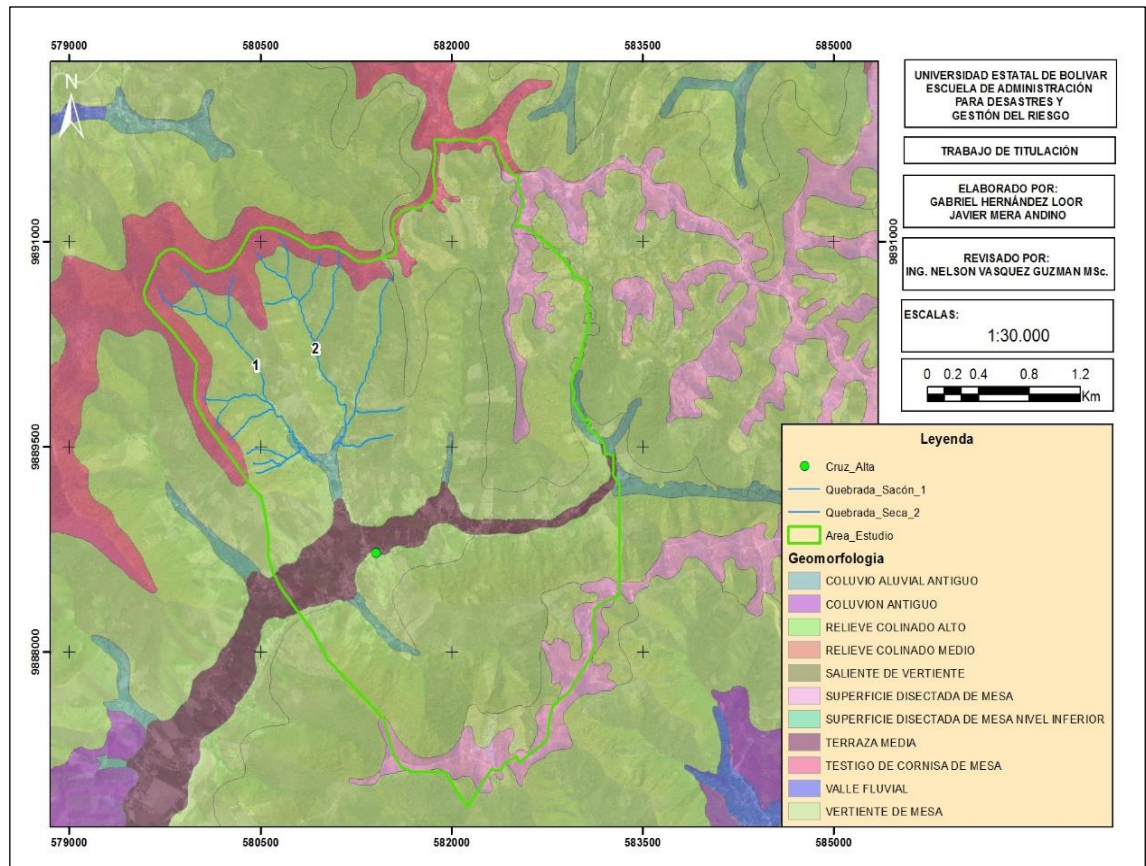 579000 580500 582000 583500 585000
N
9891000
9889500
9888000
1
2
9891000
579000 580500 582000 583500 585000
UNIVERSIDAD ESTATAL DE BOLIVAR
ESCUELA DE ADMINISTRACIÓN
PARA DESASTRES Y
GESTIÓN DEL RIESGO
TRABAJO DE TITULACIÓN
ELABORADO POR:
GABRIEL HERNÁNDEZ LOOR
JAVIER MERA ANDINO
REVISADO POR:
ING. NELSON VASQUEZ GUZMAN MSc.
ESCALAS:
1:30.000
0 0.2 0.4 0.8 1.2
Km
Leyenda
Cruz_Alta
Quebrada_Sacón_1
Quebrada_Seca_2
Area_Estudio
Geomorfologia
COLUVIO ALUVIAL ANTIGUO
COLUVION ANTIGUO
RELIEVE COLINADO ALTO
RELIEVE COLINADO MEDIO
SALIENTE DE VERTIENTE
SUPERFICIE DISECTADA DE MESA
SUPERFICIE DISECTADA DE MESA NIVEL INFERIOR
TERRAZA MEDIA
TESTIGO DE CORNISA DE MESA
VALLE FLUVIAL
VERTIENTE DE MESA